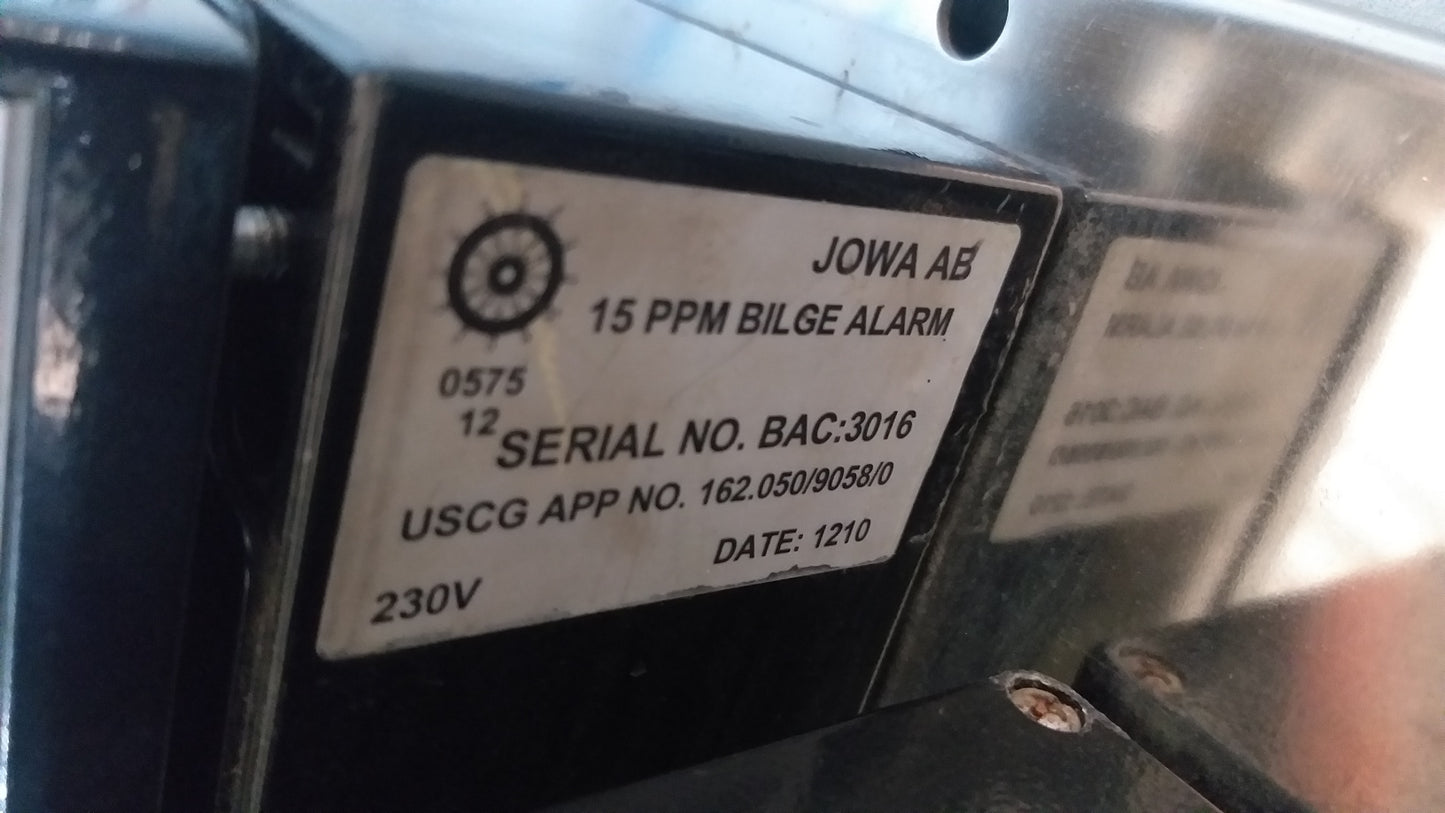 JOWA AB
15 PPM BILGE ALARM
0575
12
SERIAL NO. BAC:3016
USCG APP NO. 162.050/9058/0
DATE: 1210
230V